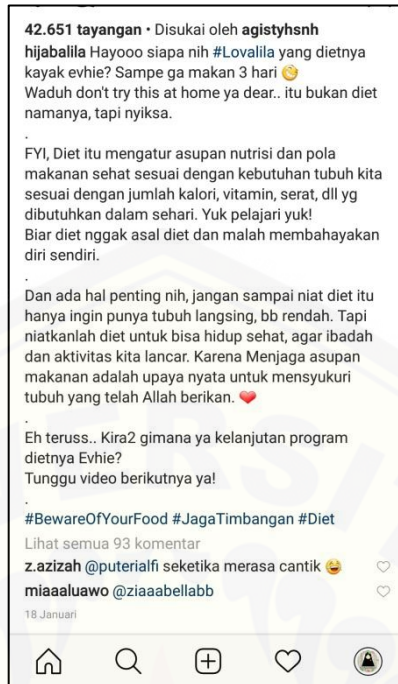 42.651 tayangan • Disukai oleh agistyhsnh
hijabalila Hayooo siapa nih #Lovalila yang dietnya
kayak evhie? Sampe ga makan 3 hari
Waduh don't try this at home ya dear.. itu bukan diet
namanya, tapi nyiksa.
.
FYI, Diet itu mengatur asupan nutrisi dan pola
makanan sehat sesuai dengan kebutuhan tubuh kita
sesuai dengan jumlah kalori, vitamin, serat, dll yg
dibutuhkan dalam sehari. Yuk pelajari yuk!
Biar diet nggak asal diet dan malah membahayakan
diri sendiri.
.
Dan ada hal penting nih, jangan sampai niat diet itu
hanya ingin punya tubuh langsing, bb rendah. Tapi
niatkanlah diet untuk bisa hidup sehat, agar ibadah
dan aktivitas kita lancar. Karena Menjaga asupan
makanan adalah upaya nyata untuk mensyukuri
tubuh yang telah Allah berikan. ❤
.
Eh teruss.. Kira2 gimana ya kelanjutan program
dietnya Evhie?
Tunggu video berikutnya ya!
.
#BewareOfYourFood #JagaTimbangan #Diet
Lihat semua 93 komentar
z.azizah @puterialfi seketika merasa cantik 😂
miaaaluawo @ziaaabellabb
18 Januari